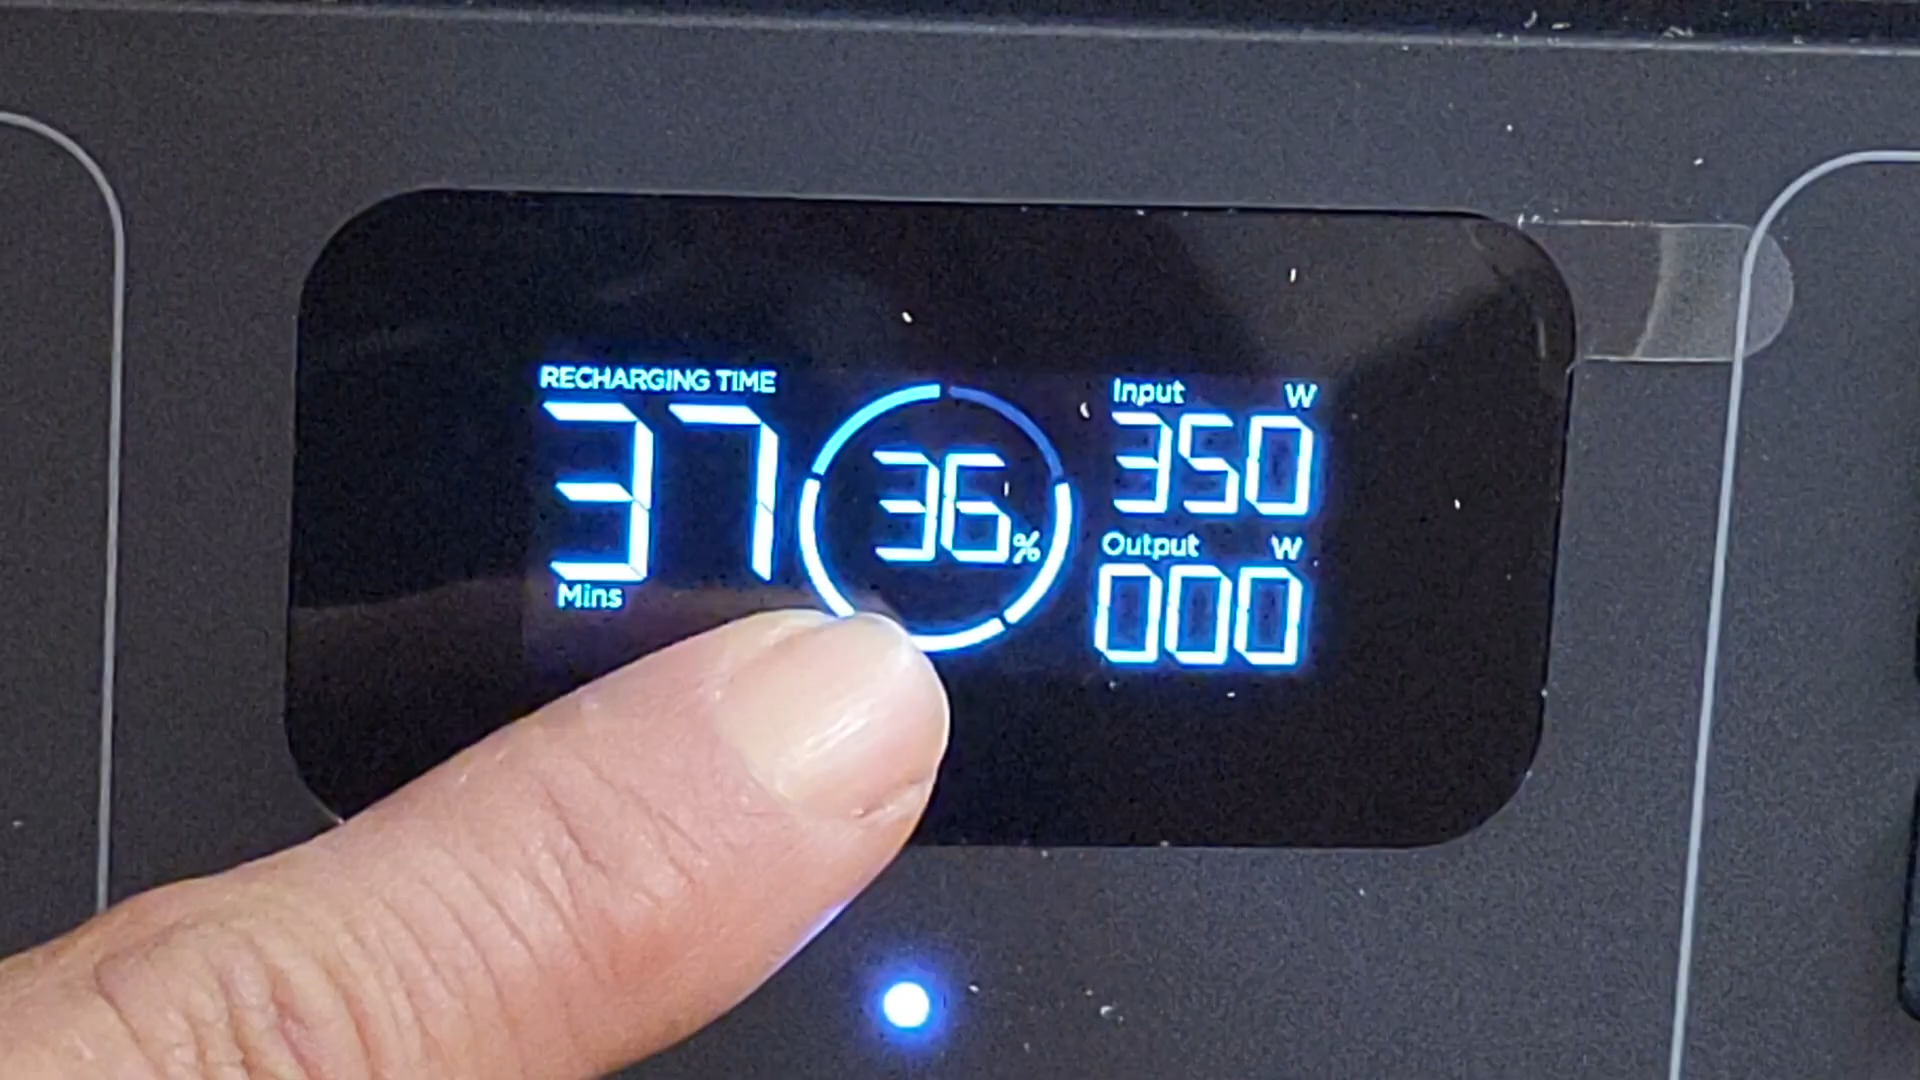 RECHARGING TIME
37
Mins
36%
Input W
350
Output W
000